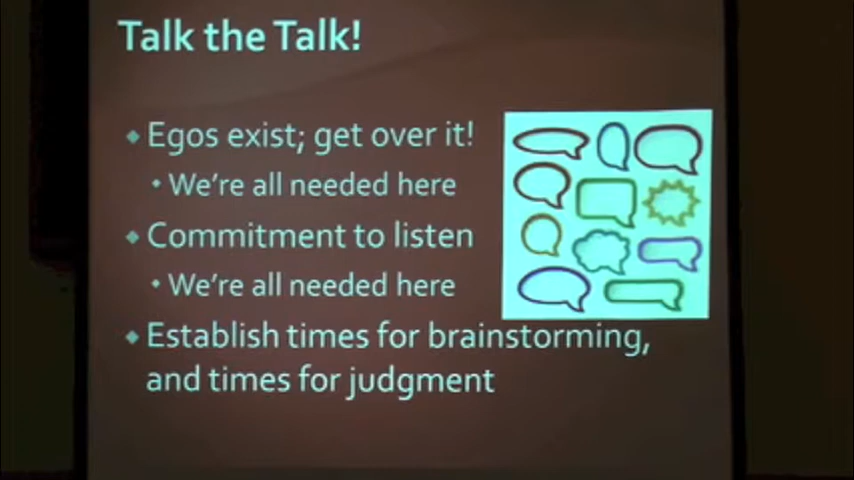 Talk the Talk!
Egos exist; get over it!
We're all needed here
Commitment to listen
We're all needed here
Establish times for brainstorming,
and times for judgment